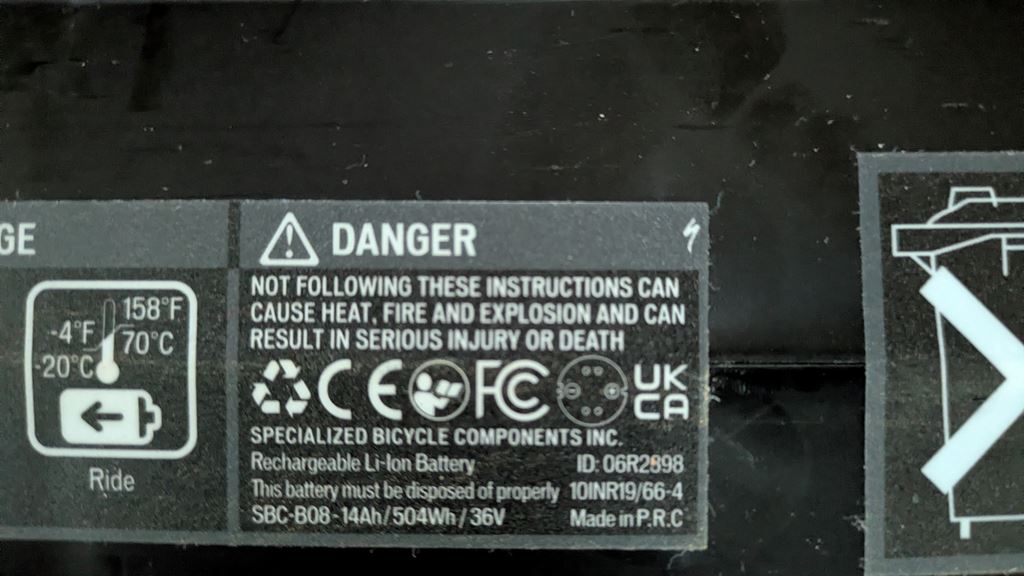 GE
DANGER
NOT FOLLOWING THESE INSTRUCTIONS CAN
CAUSE HEAT, FIRE AND EXPLOSION AND CAN
RESULT IN SERIOUS INJURY OR DEATH
158°F
-4°F
70°C
-20°C
Ride
CE FC UK
CA
SPECIALIZED BICYCLE COMPONENTS INC.
Rechargeable Li-Ion Battery ID: 06R2898
This battery must be disposed of properly 10INR19/66-4
SBC-B08 - 14Ah / 504Wh / 36V Made in P.R.C